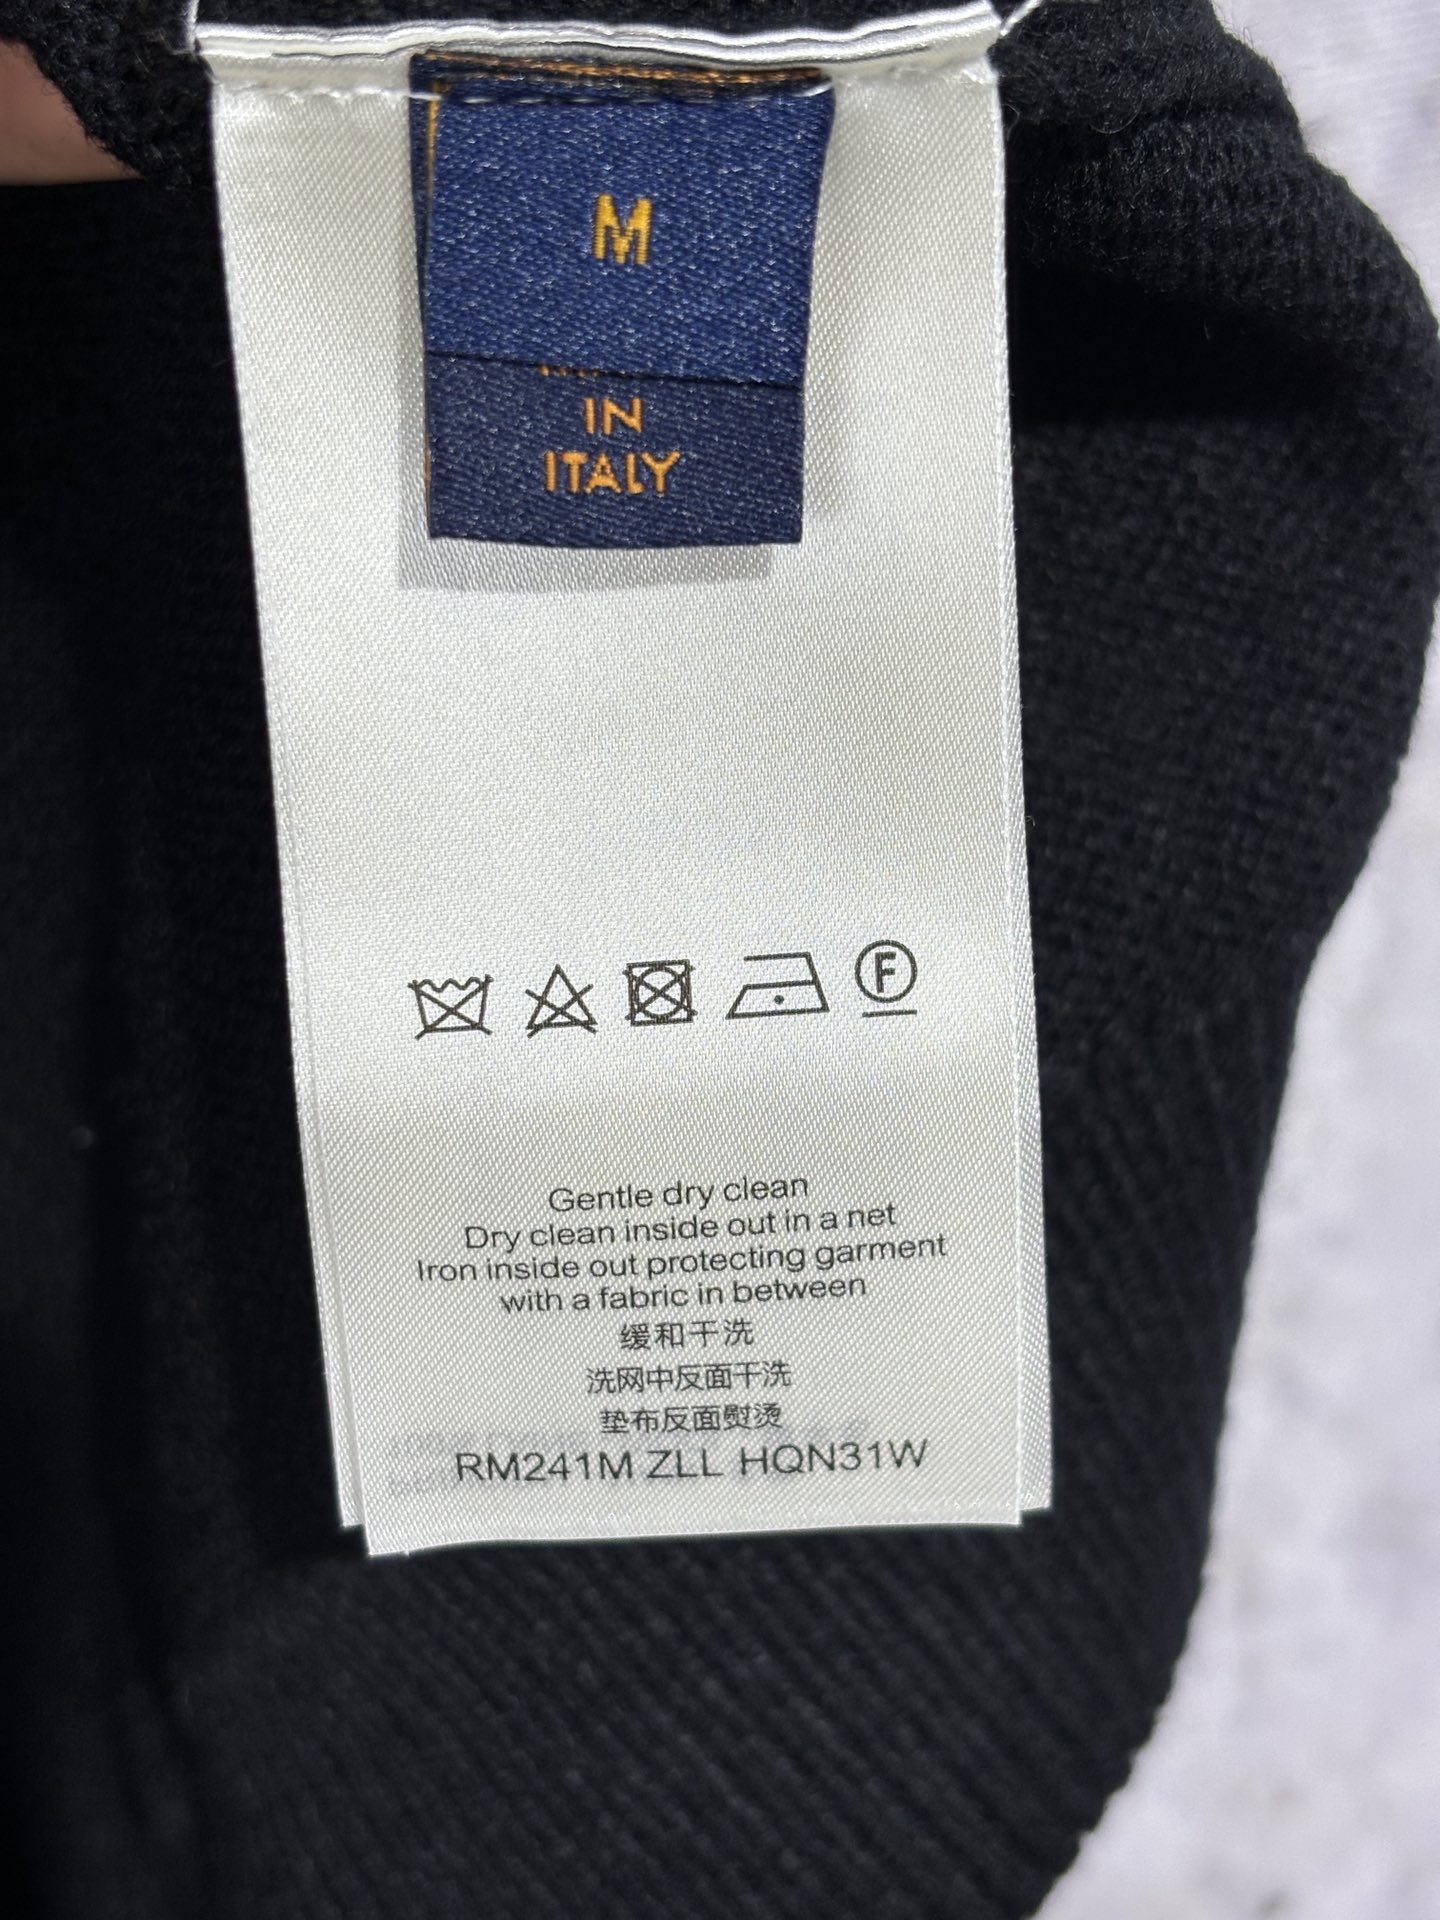 M
IN
ITALY
F
Gentle dry clean
Dry clean inside out in a net
Iron inside out protecting garment
with a fabric in between
缓和干洗
洗网中反面干洗
垫布反面熨烫
RM241M ZLL HQN31W